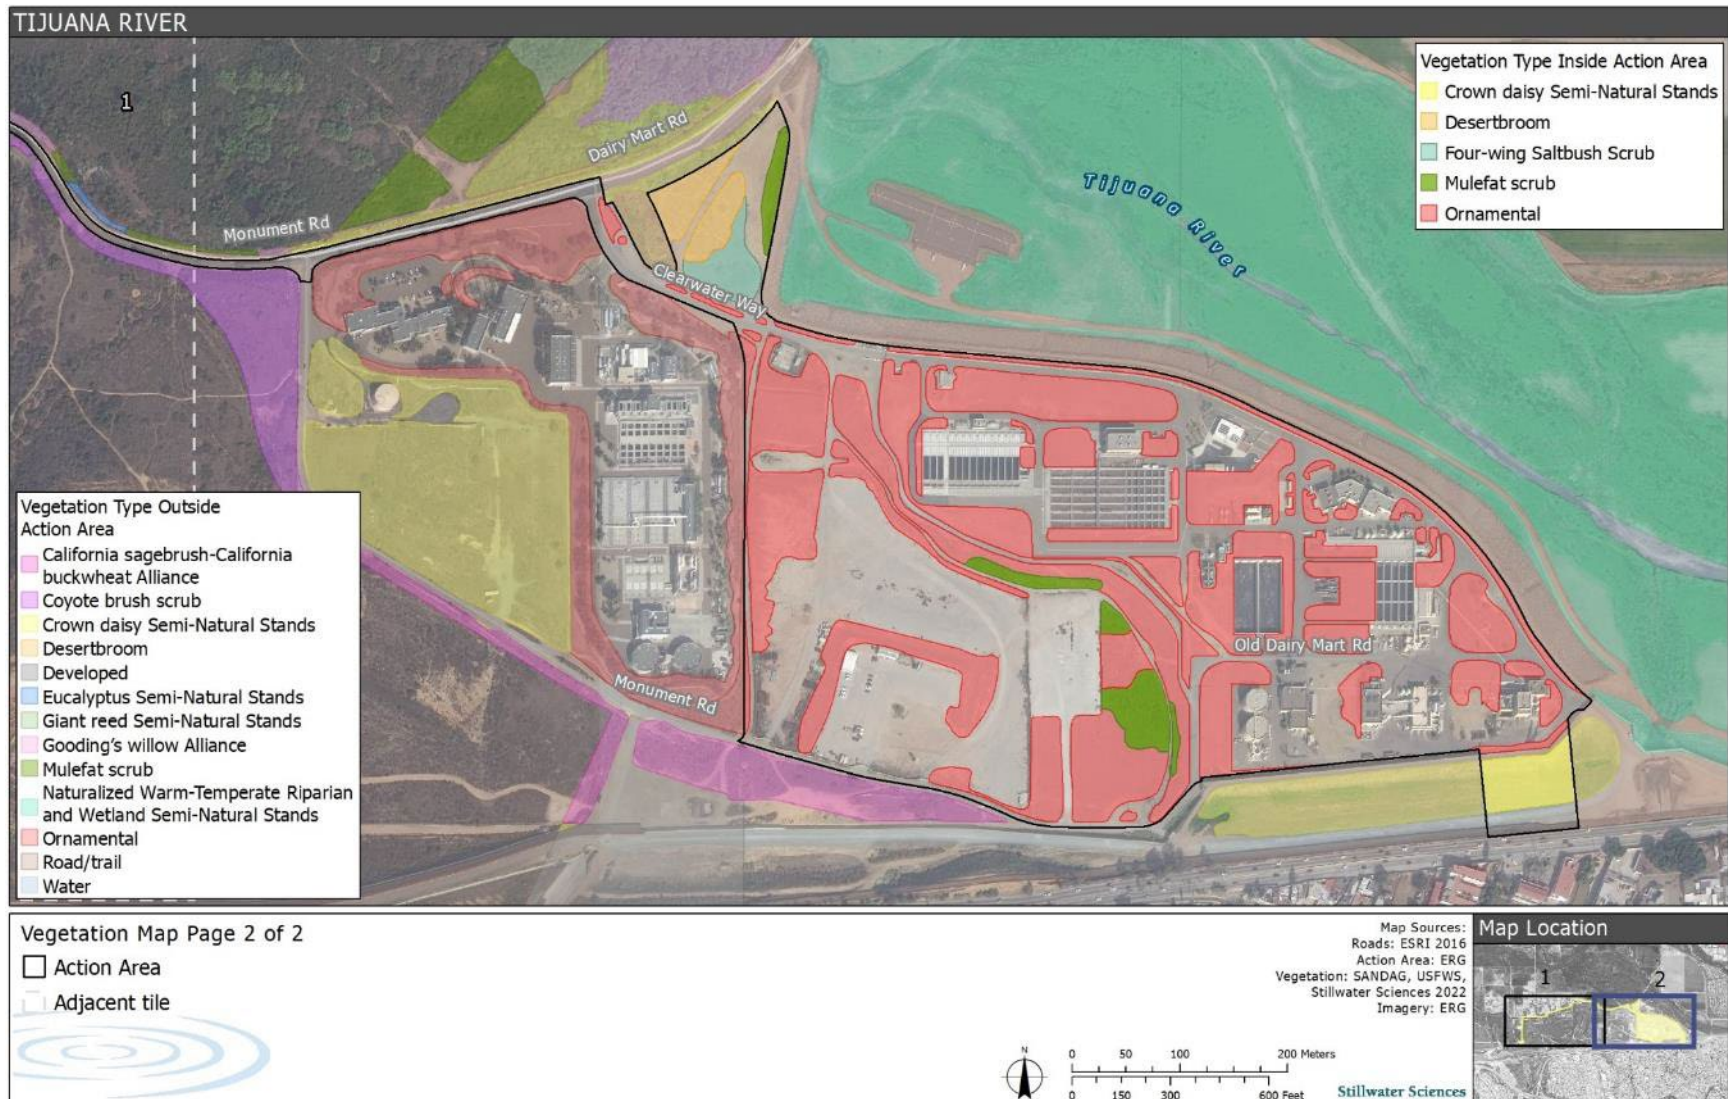 TIJUANA RIVER
1
Dairy Mart Rd
Monument Rd
Clearwater Way
Tijuana River
Vegetation Type Inside Action Area
Crown daisy Semi-Natural Stands
Desertbroom
Four-wing Saltbush Scrub
Mulefat scrub
Ornamental
Old Dairy Mart Rd
Monument Rd
Vegetation Type Outside
Action Area
California sagebrush-California
buckwheat Alliance
Coyote brush scrub
Crown daisy Semi-Natural Stands
Desertbroom
Developed
Eucalyptus Semi-Natural Stands
Giant reed Semi-Natural Stands
Gooding's willow Alliance
Mulefat scrub
Naturalized Warm-Temperate Riparian
and Wetland Semi-Natural Stands
Ornamental
Road/trail
Water
Vegetation Map Page 2 of 2
Action Area
Adjacent tile
Map Sources:
Roads: ESRI 2016
Action Area: ERG
Vegetation: SANDAG, USFWS,
Stillwater Sciences 2022
Imagery: ERG
N
0 50 100 200 Meters
0 150 300 600 Feet
Stillwater Sciences
Map Location
1 2